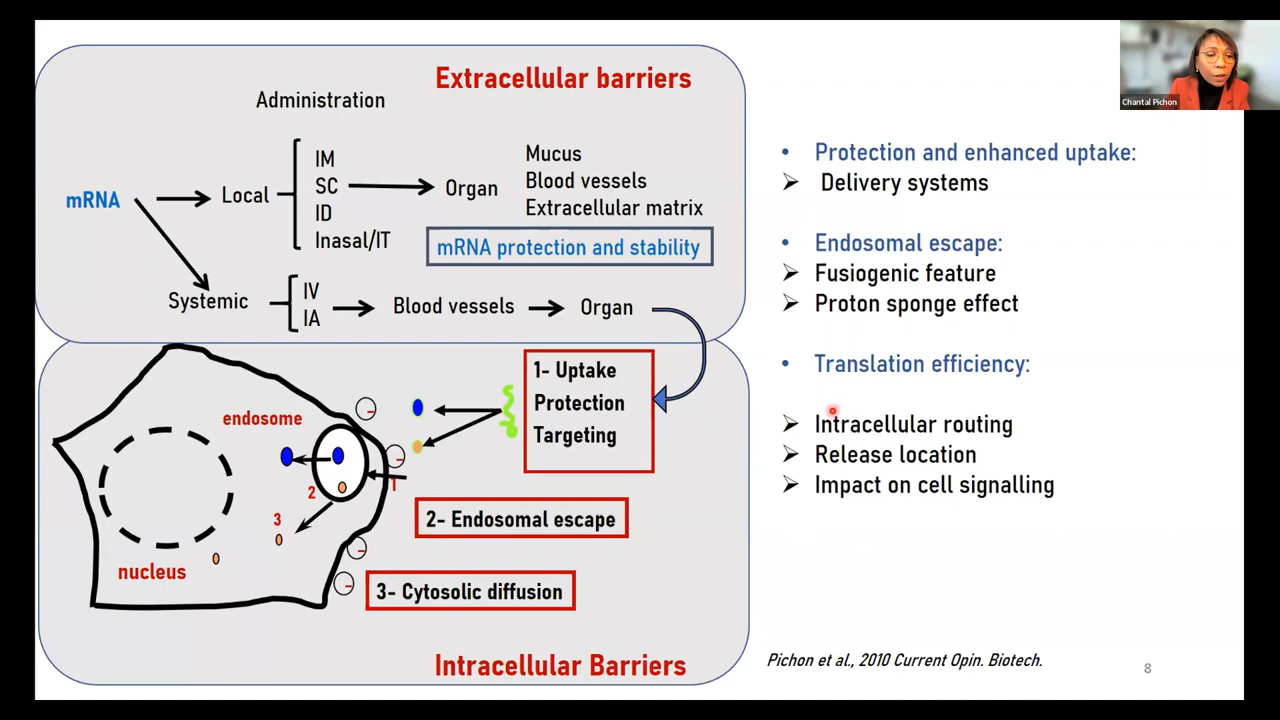 Extracellular barriers
Administration
mRNA
Local
IM
SC
ID
Inasal/IT
Organ
Mucus
Blood vessels
Extracellular matrix
mRNA protection and stability
Systemic
IV
IA
Blood vessels
Organ
1- Uptake
Protection
Targeting
endosome
1
2
3
nucleus
-
-
-
-
2- Endosomal escape
3- Cytosolic diffusion
Intracellular Barriers
• Protection and enhanced uptake:
➢ Delivery systems
• Endosomal escape:
➢ Fusiogenic feature
➢ Proton sponge effect
• Translation efficiency:
➢ Intracellular routing
➢ Release location
➢ Impact on cell signalling
Pichon et al., 2010 Current Opin. Biotech.
8
Chantal Pichon